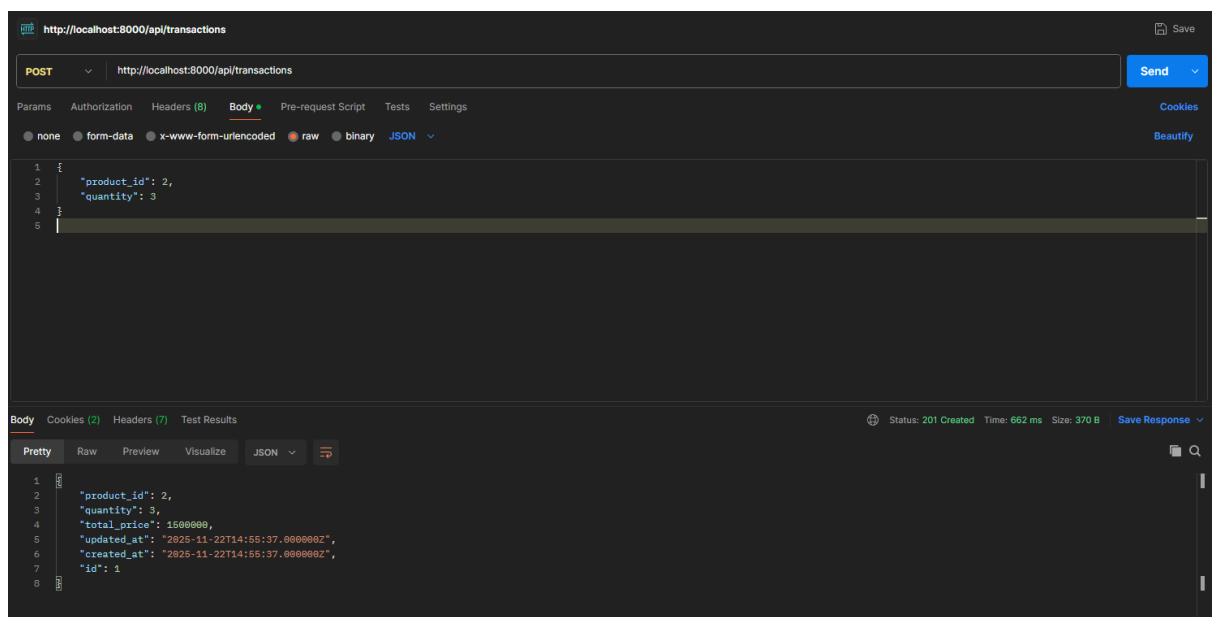 HTTP http://localhost:8000/api/transactions Save
POST http://localhost:8000/api/transactions Send
Params Authorization Headers (8) Body Pre-request Script Tests Settings Cookies
none form-data x-www-form-urlencoded raw binary JSON Beautify
1 {
2 "product_id": 2,
3 "quantity": 3
4 }
5
Body Cookies (2) Headers (7) Test Results Status: 201 Created Time: 662 ms Size: 370 B Save Response
Pretty Raw Preview Visualize JSON
1 {
2 "product_id": 2,
3 "quantity": 3,
4 "total_price": 1500000,
5 "updated_at": "2025-11-22T14:55:37.000000Z",
6 "created_at": "2025-11-22T14:55:37.000000Z",
7 "id": 1
8 }